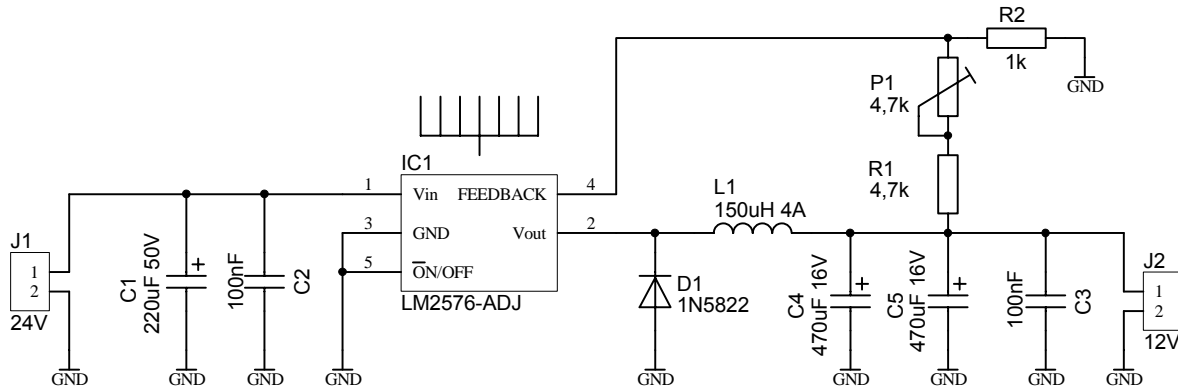 R2
1k
GND
P1
4,7k
IC1
1
Vin
FEEDBACK
4
R1
4,7k
L1
150uH 4A
3
GND
Vout
2
5
ON/OFF
LM2576-ADJ
J1
1
2
24V
C1
220uF 50V
+
100nF
C2
D1
1N5822
C4
470uF 16V
+
C5
470uF 16V
+
100nF
C3
J2
1
2
12V
GND
GND
GND
GND
GND
GND
GND
GND
GND